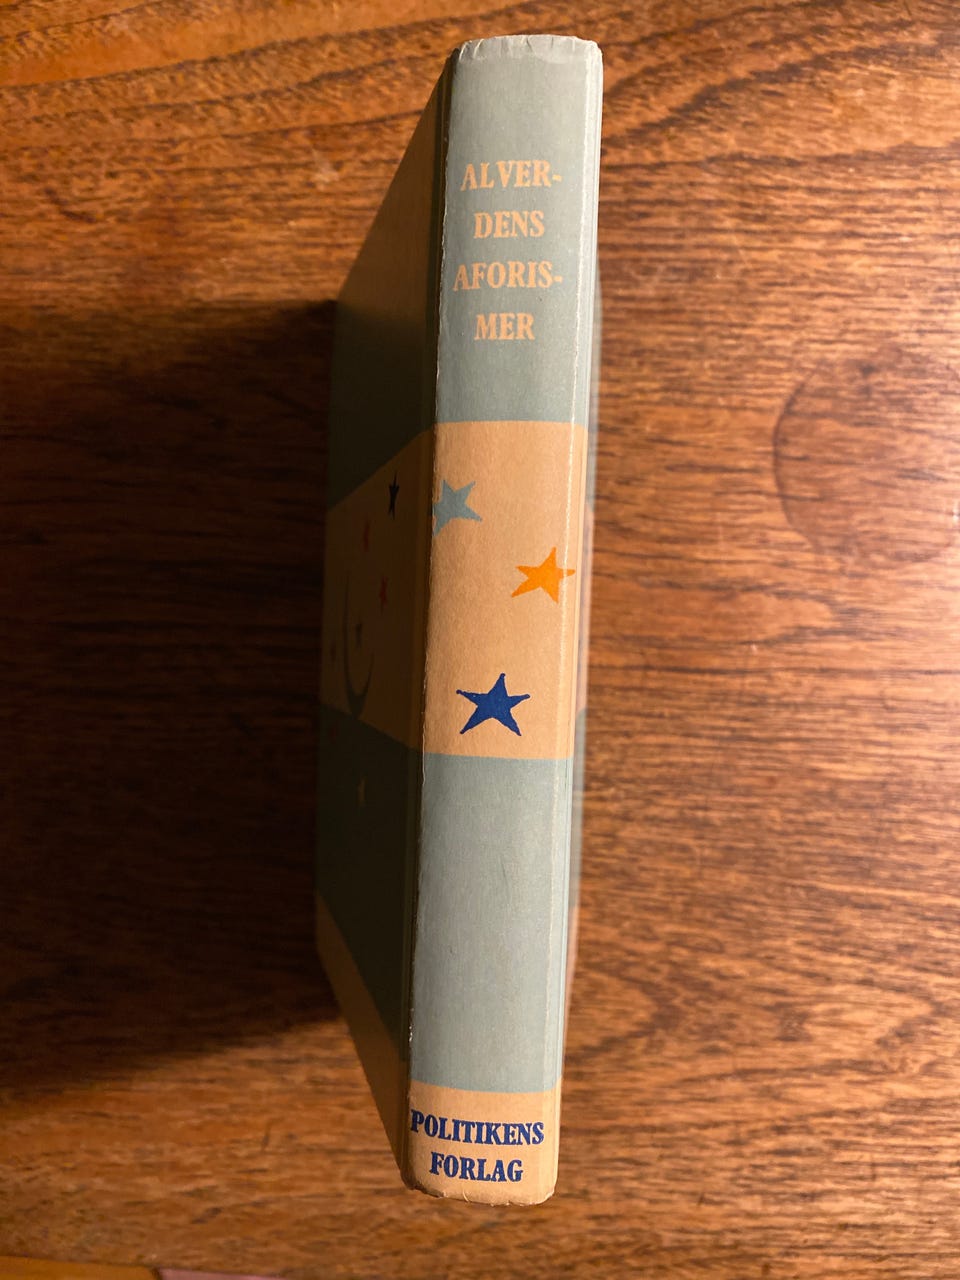 ALVER-
DENS
AFORIS-
MER
POLITIKENS
FORLAG